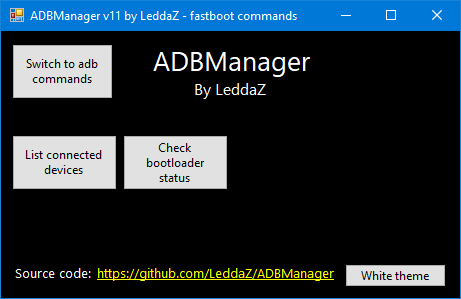 ADBManager v11 by LeddaZ - fastboot commands
Switch to adb
commands
ADBManager
By LeddaZ
List connected
devices
Check
bootloader
status
Source code: https://github.com/LeddaZ/ADBManager
White theme